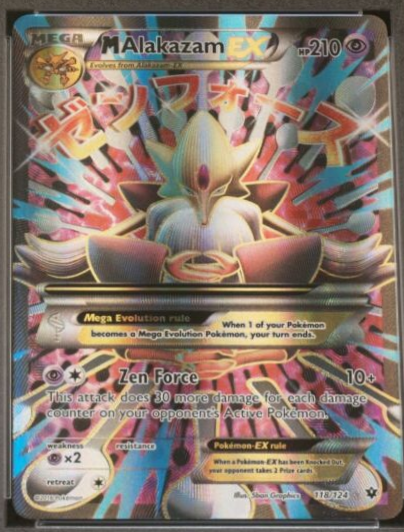 MEGA
MAlakazam EX HP210
Evolves from Alakazam-EX
ゼンフォース
Mega Evolution rule
When 1 of your Pokémon
becomes a Mega Evolution Pokémon, your turn ends.
Zen Force 10+
This attack does 30 more damage for each damage
counter on your opponent's Active Pokémon.
weakness resistance
×2
retreat
Pokémon-EX rule
When a Pokémon-EX has been Knocked Out,
your opponent takes 2 Prize cards
©2016 Pokémon
Illus. 5ban Graphics 118/124